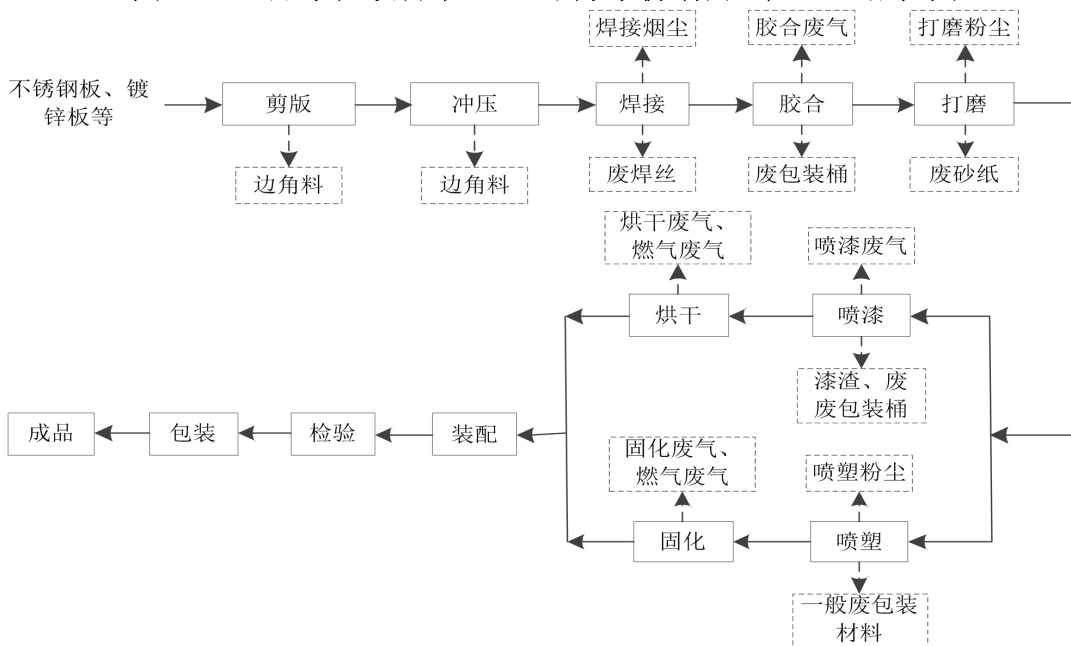 焊接烟尘
胶合废气
打磨粉尘
不锈钢板、镀
锌板等
剪版
冲压
焊接
胶合
打磨
边角料
边角料
废焊丝
废包装桶
废砂纸
烘干废气、
燃气废气
喷漆废气
烘干
喷漆
漆渣、废
废包装桶
成品
包装
检验
装配
固化废气、
燃气废气
喷塑粉尘
固化
喷塑
一般废包装
材料